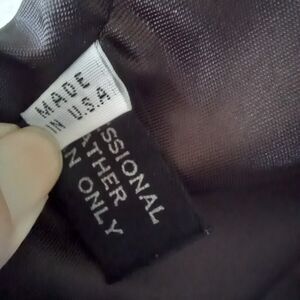 MADE
IN USA
SSIONAL
ATHER
N ONLY